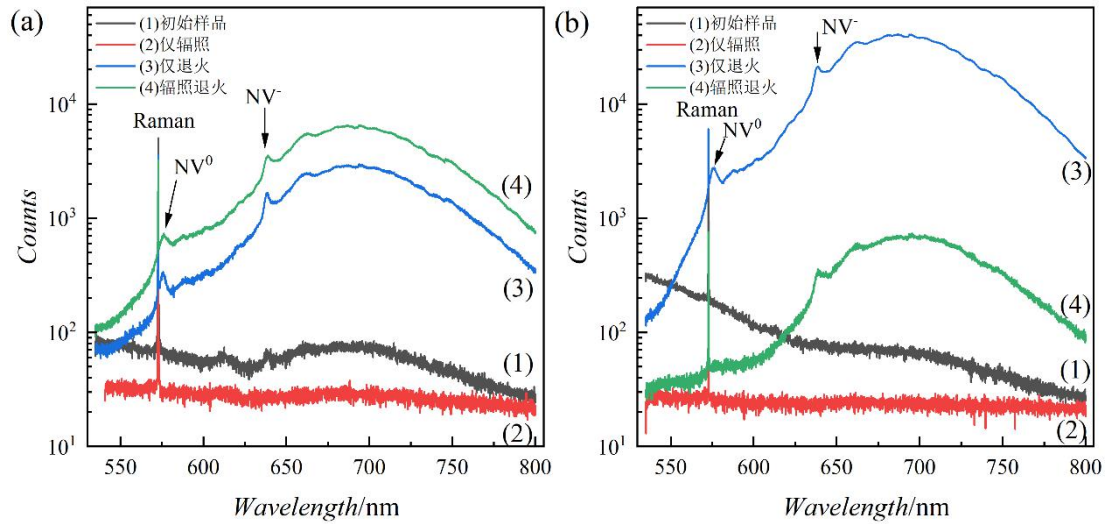 (a)
(1)初始样品
(2)仅辐照
(3)仅退火
(4)辐照退火
Raman
NV⁰
NV⁻
(4)
(3)
(1)
(2)
10⁴
10³
10²
10¹
Counts
550 600 650 700 750 800
Wavelength/nm
(b)
(1)初始样品
(2)仅辐照
(3)仅退火
(4)辐照退火
NV⁻
Raman
NV⁰
(3)
(4)
(1)
(2)
10⁴
10³
10²
10¹
Counts
550 600 650 700 750 800
Wavelength/nm